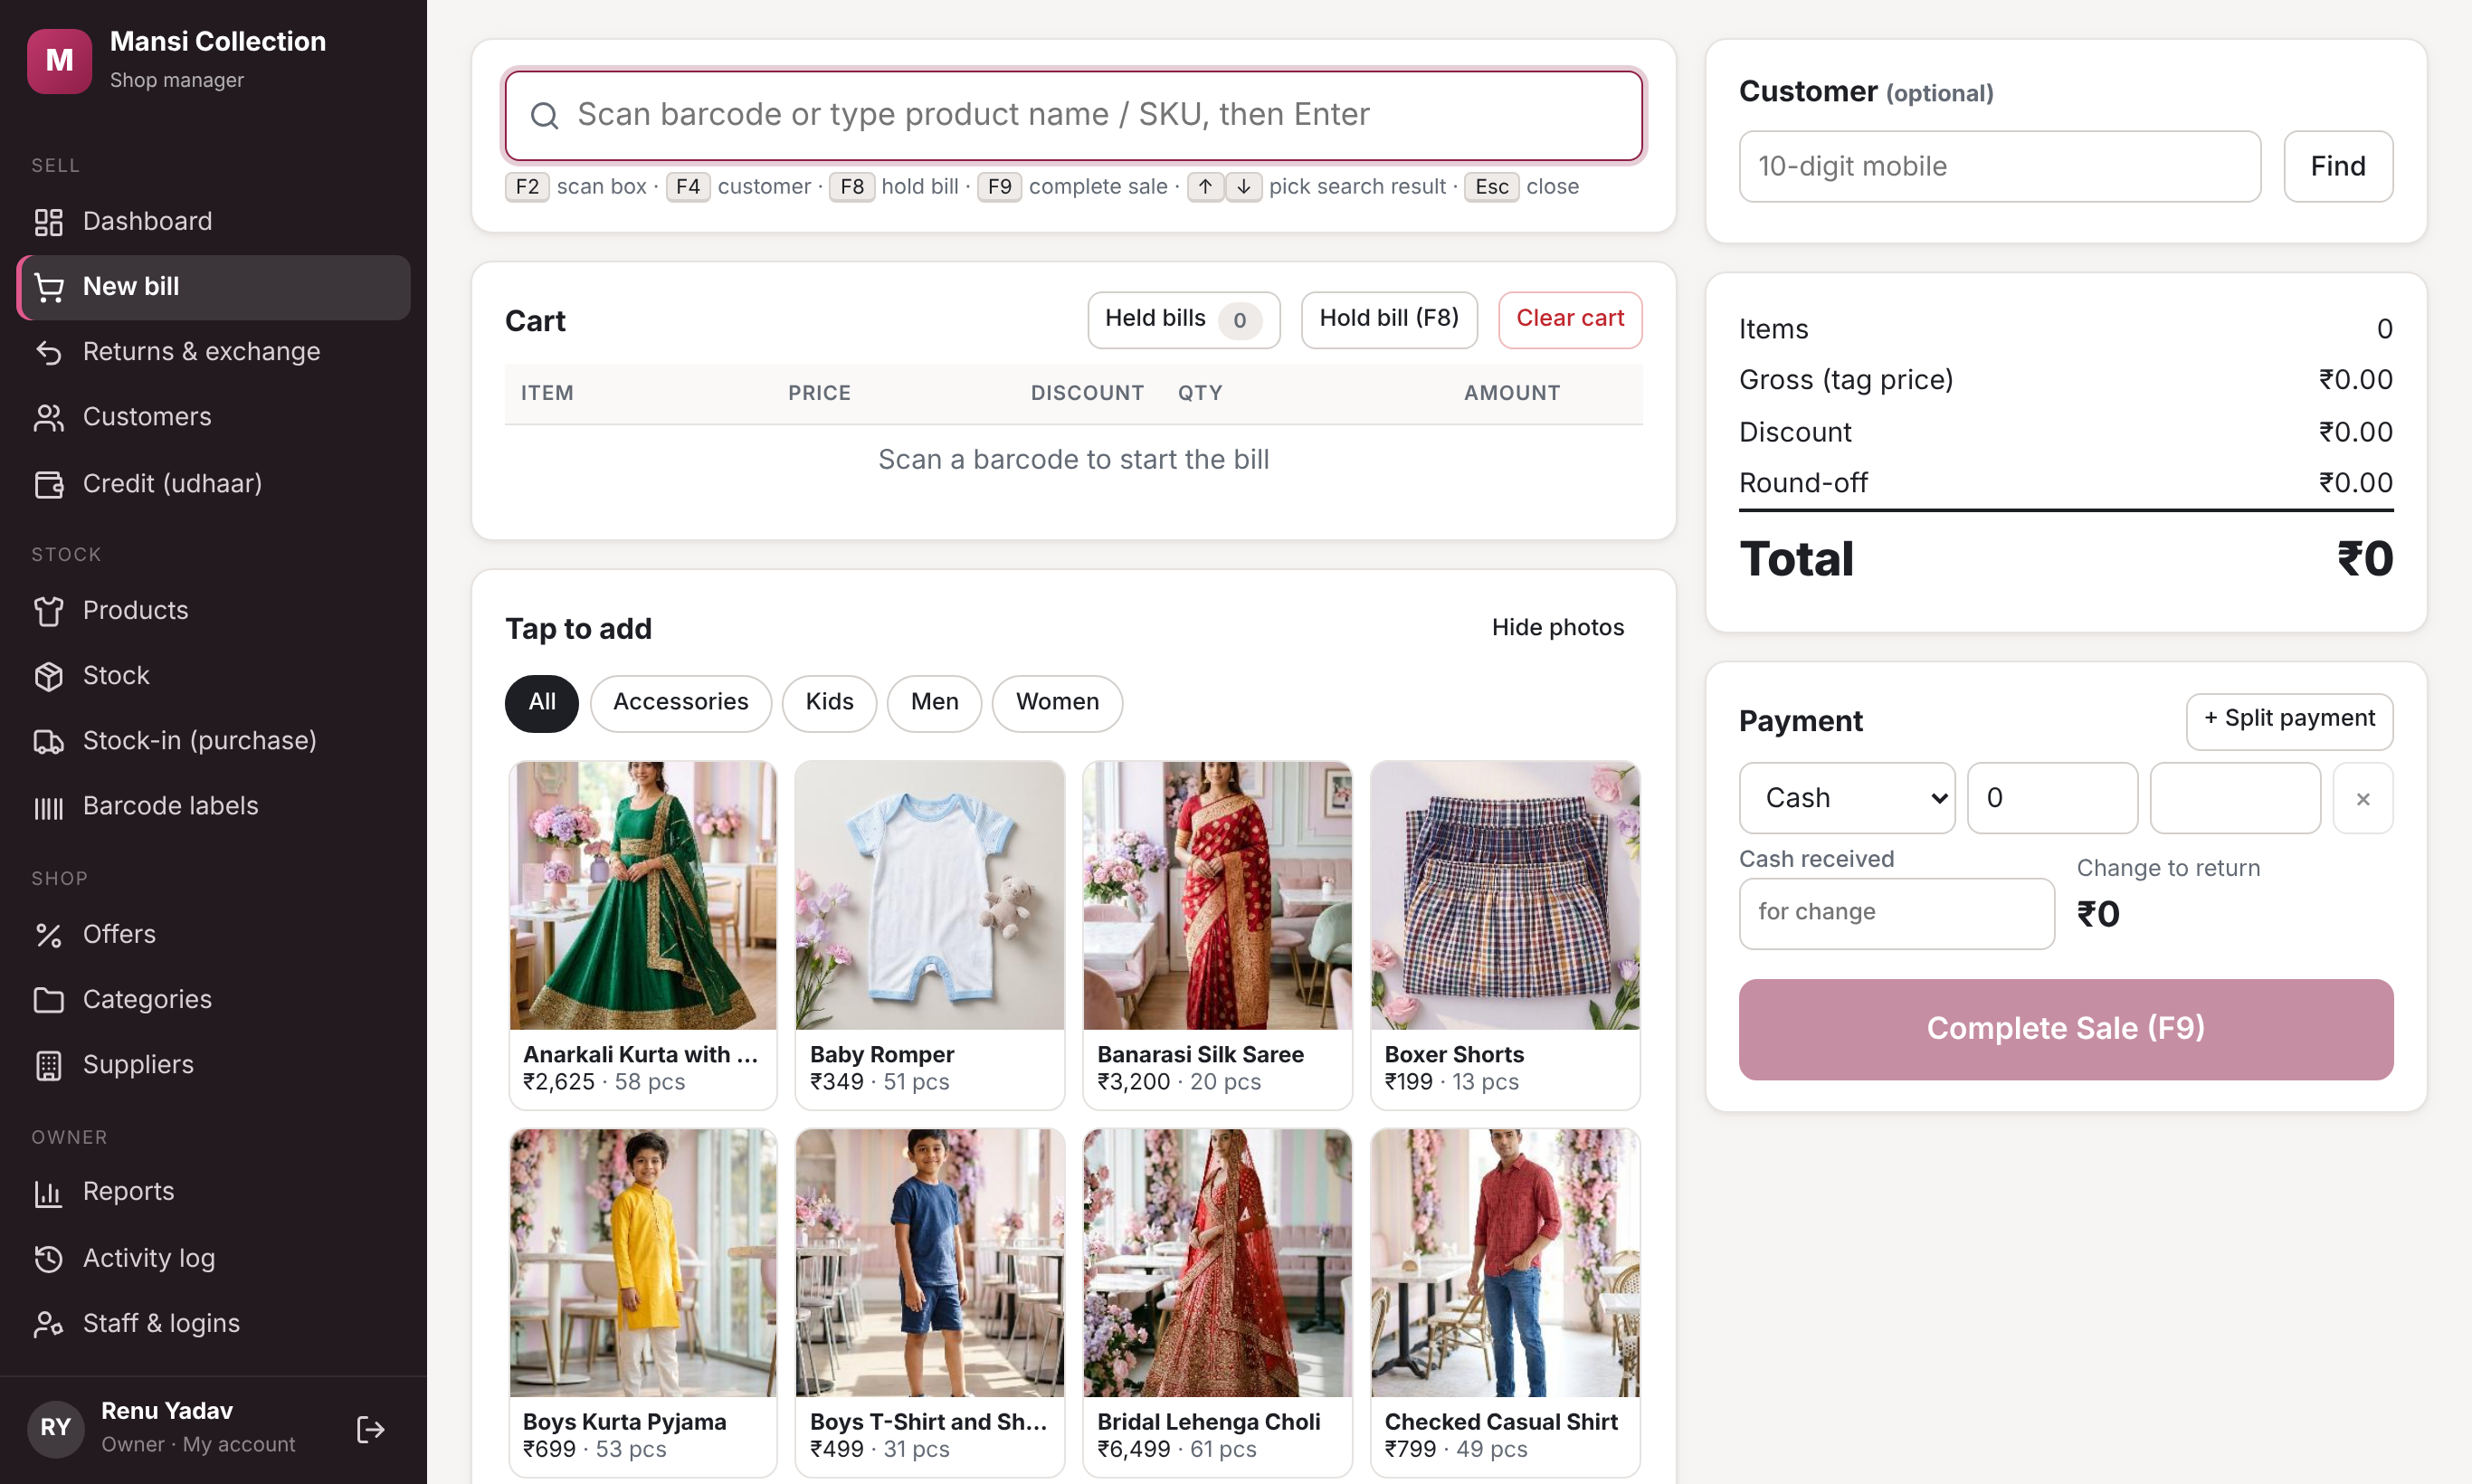 M
Mansi Collection
Shop manager
SELL
Dashboard
New bill
Returns & exchange
Customers
Credit (udhaar)
STOCK
Products
Stock
Stock-in (purchase)
Barcode labels
SHOP
Offers
Categories
Suppliers
OWNER
Reports
Activity log
Staff & logins
RY
Renu Yadav
Owner · My account
Scan barcode or type product name / SKU, then Enter
F2 scan box · F4 customer · F8 hold bill · F9 complete sale · ↑ ↓ pick search result · Esc close
Cart
Held bills 0
Hold bill (F8)
Clear cart
ITEM PRICE DISCOUNT QTY AMOUNT
Scan a barcode to start the bill
Tap to add
Hide photos
All Accessories Kids Men Women
Anarkali Kurta with ...
₹2,625 · 58 pcs
Baby Romper
₹349 · 51 pcs
Banarasi Silk Saree
₹3,200 · 20 pcs
Boxer Shorts
₹199 · 13 pcs
Boys Kurta Pyjama
₹699 · 53 pcs
Boys T-Shirt and Sh...
₹499 · 31 pcs
Bridal Lehenga Choli
₹6,499 · 61 pcs
Checked Casual Shirt
₹799 · 49 pcs
Customer (optional)
10-digit mobile
Find
Items 0
Gross (tag price) ₹0.00
Discount ₹0.00
Round-off ₹0.00
Total ₹0
Payment
+ Split payment
Cash 0 ×
Cash received
for change
Change to return
₹0
Complete Sale (F9)